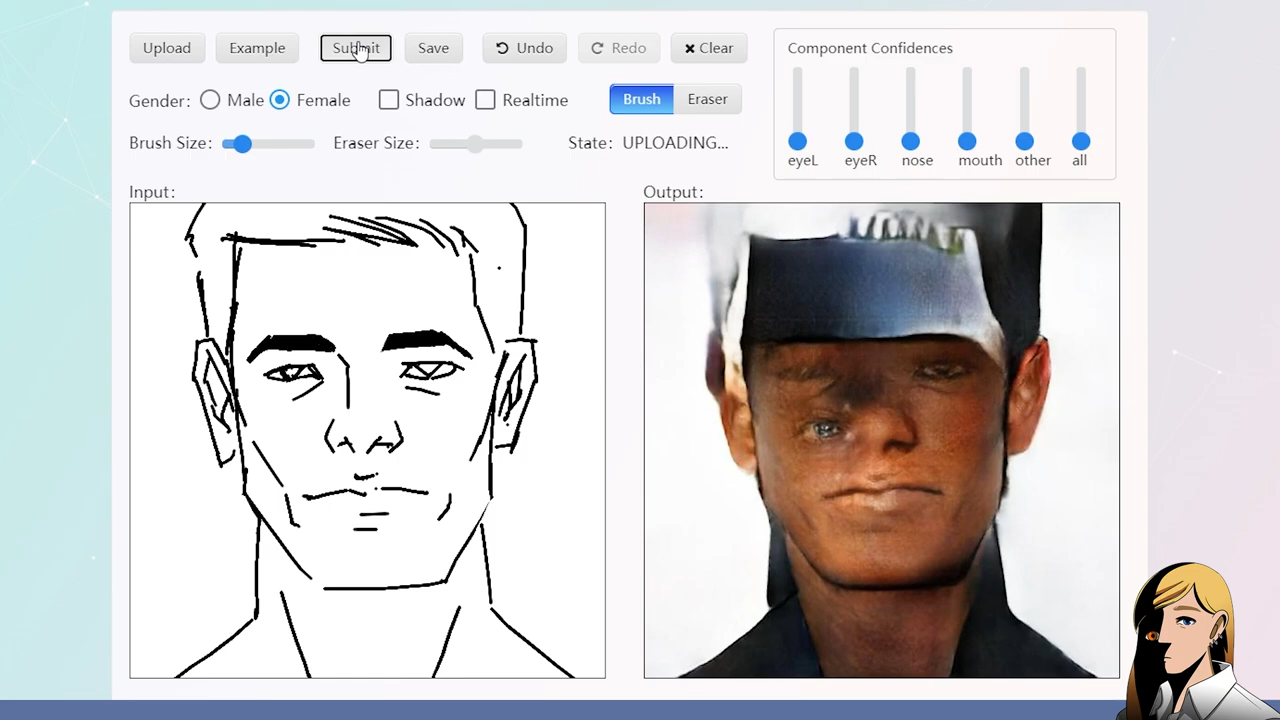 Upload Example Submit Save Undo Redo Clear
Component Confidences
Gender: Male Female Shadow Realtime Brush Eraser
Brush Size: Eraser Size: State: UPLOADING...
eyeL eyeR nose mouth other all
Input: Output: